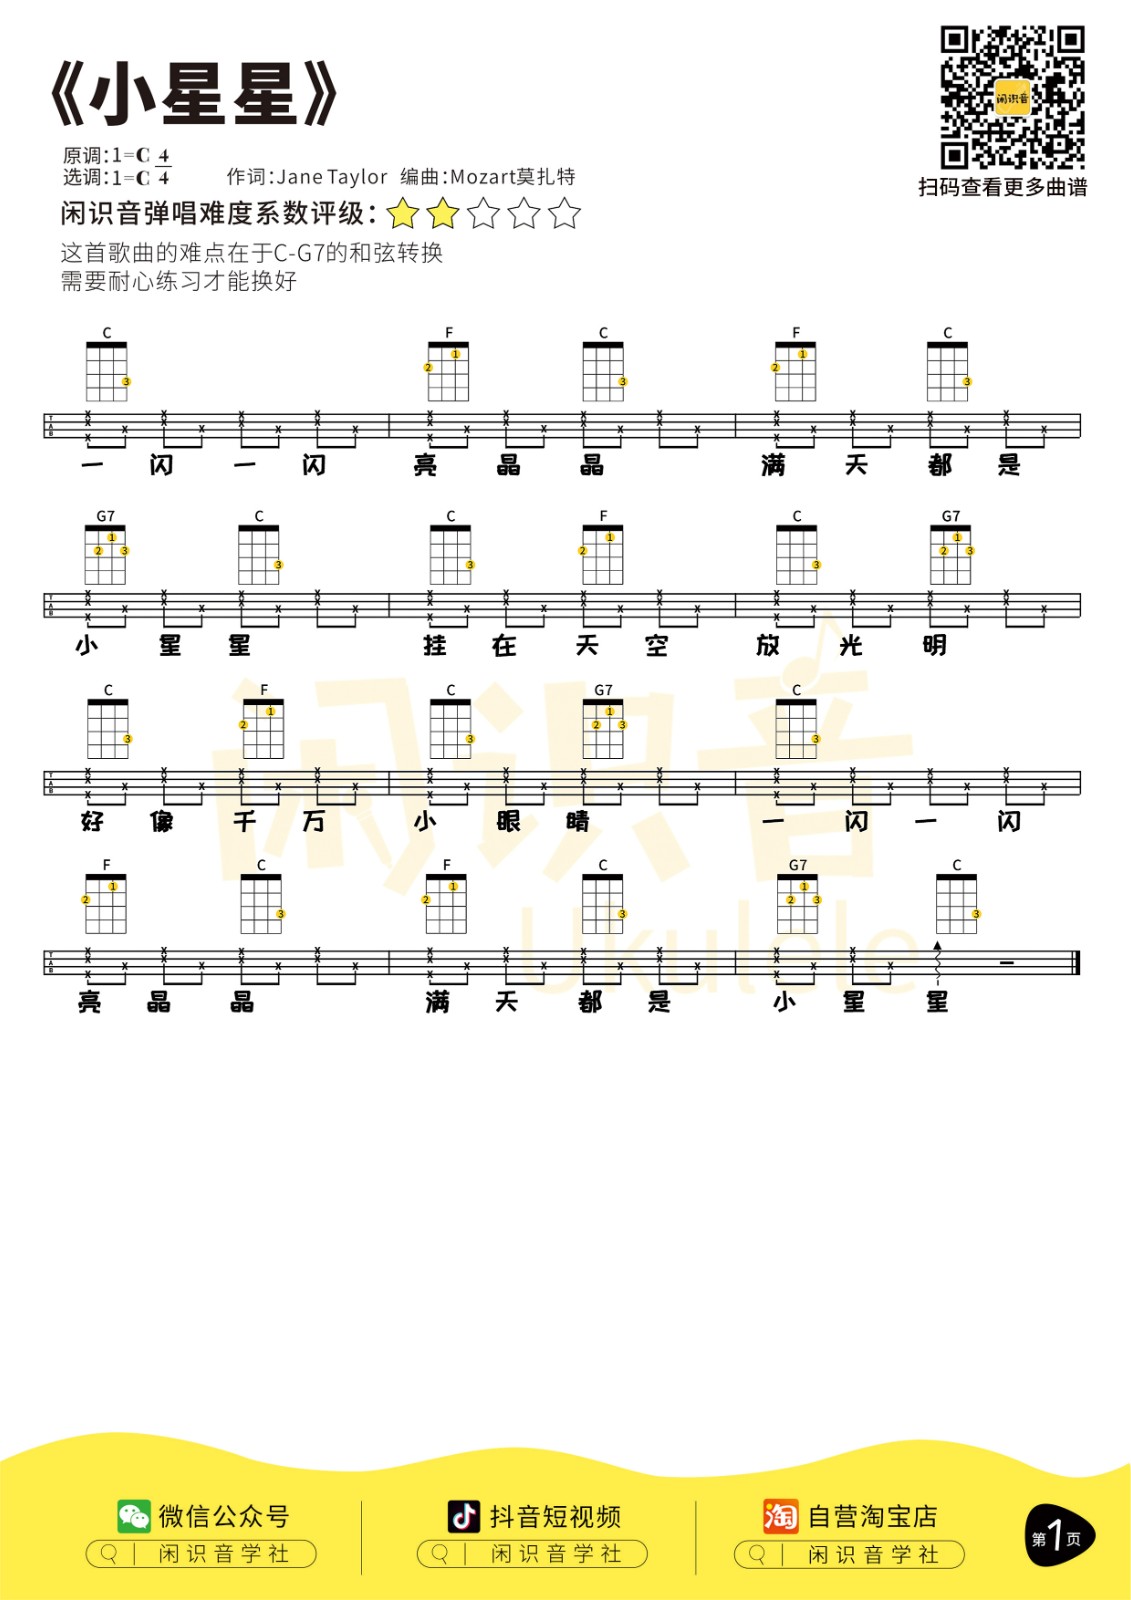 《小星星》
原调:1=C 4/4
选调:1=C
作词:Jane Taylor 编曲:Mozart莫扎特
闲识音
扫码查看更多曲谱
闲识音弹唱难度系数评级:
这首歌曲的难点在于C-G7的和弦转换
需要耐心练习才能换好
C F C F C
一 闪 一 闪 亮 晶 晶 满 天 都 是
G7 C C F C G7
小 星 星 挂 在 天 空 放 光 明
C F C G7 C
好 像 千 万 小 眼 睛 一 闪 一 闪
F C F C G7 C
亮 晶 晶 满 天 都 是 小 星 星
闲识音
Ukulele
微信公众号 抖音短视频 淘 自营淘宝店
闲识音学社 闲识音学社 闲识音学社
第1页